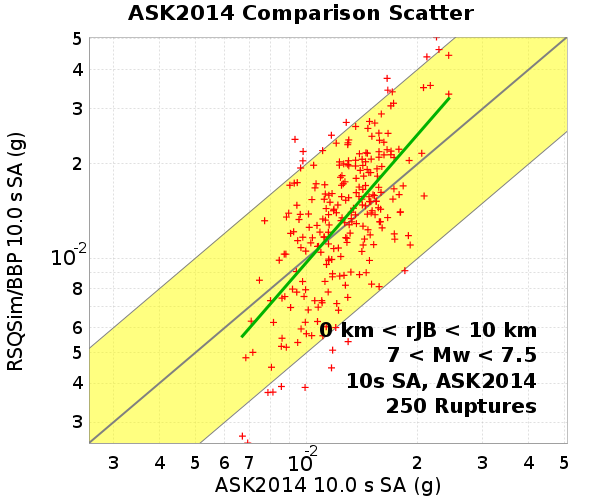 ASK2014 Comparison Scatter
RSQSim/BBP 10.0 s SA (g)
5
4
3
2
10-2
8
6
5
4
3
0 km < rJB < 10 km
7 < Mw < 7.5
10s SA, ASK2014
250 Ruptures
3 4 5 6 7 10-2 2 3 4 5
ASK2014 10.0 s SA (g)